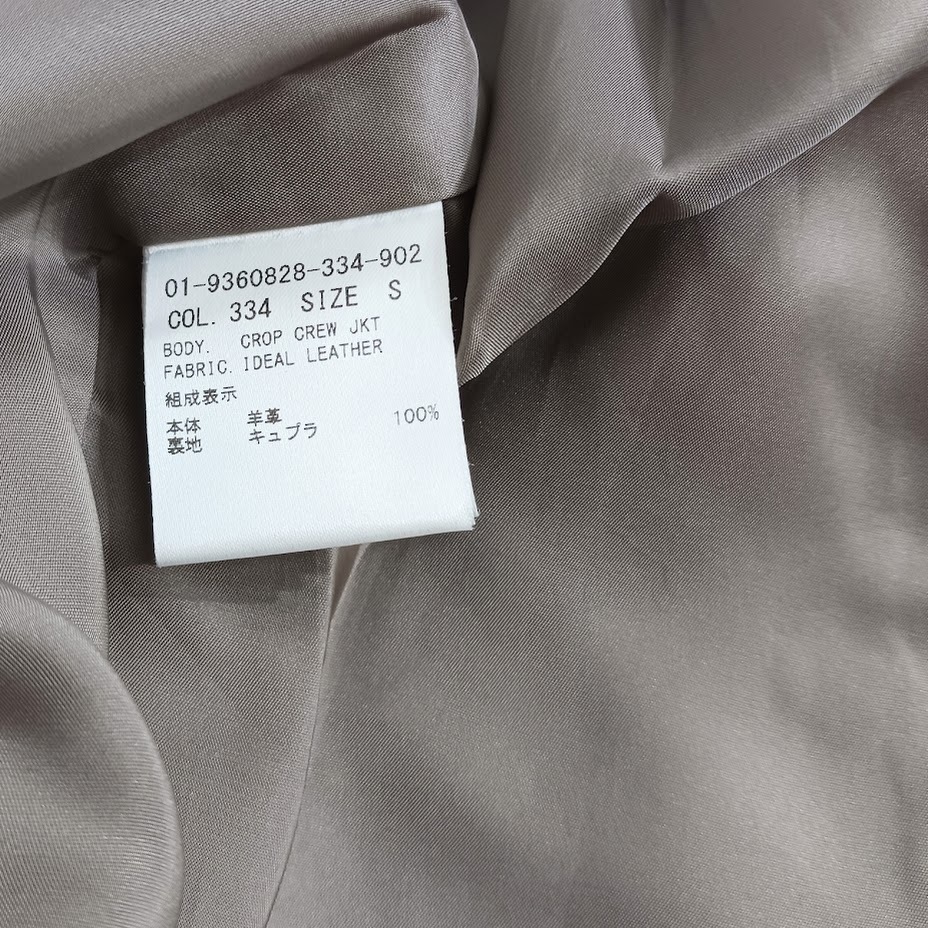 01-9360828-334-902
COL. 334 SIZE S
BODY. CROP CREW JKT
FABRIC. IDEAL LEATHER
組成表示
本体 羊革
裏地 キュプラ 100%